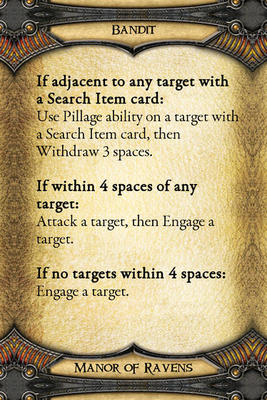 Bandit
If adjacent to any target with
a Search Item card:
Use Pillage ability on a target with
a Search Item card, then
Withdraw 3 spaces.
If within 4 spaces of any
target:
Attack a target, then Engage a
target.
If no targets within 4 spaces:
Engage a target.
Manor of Ravens